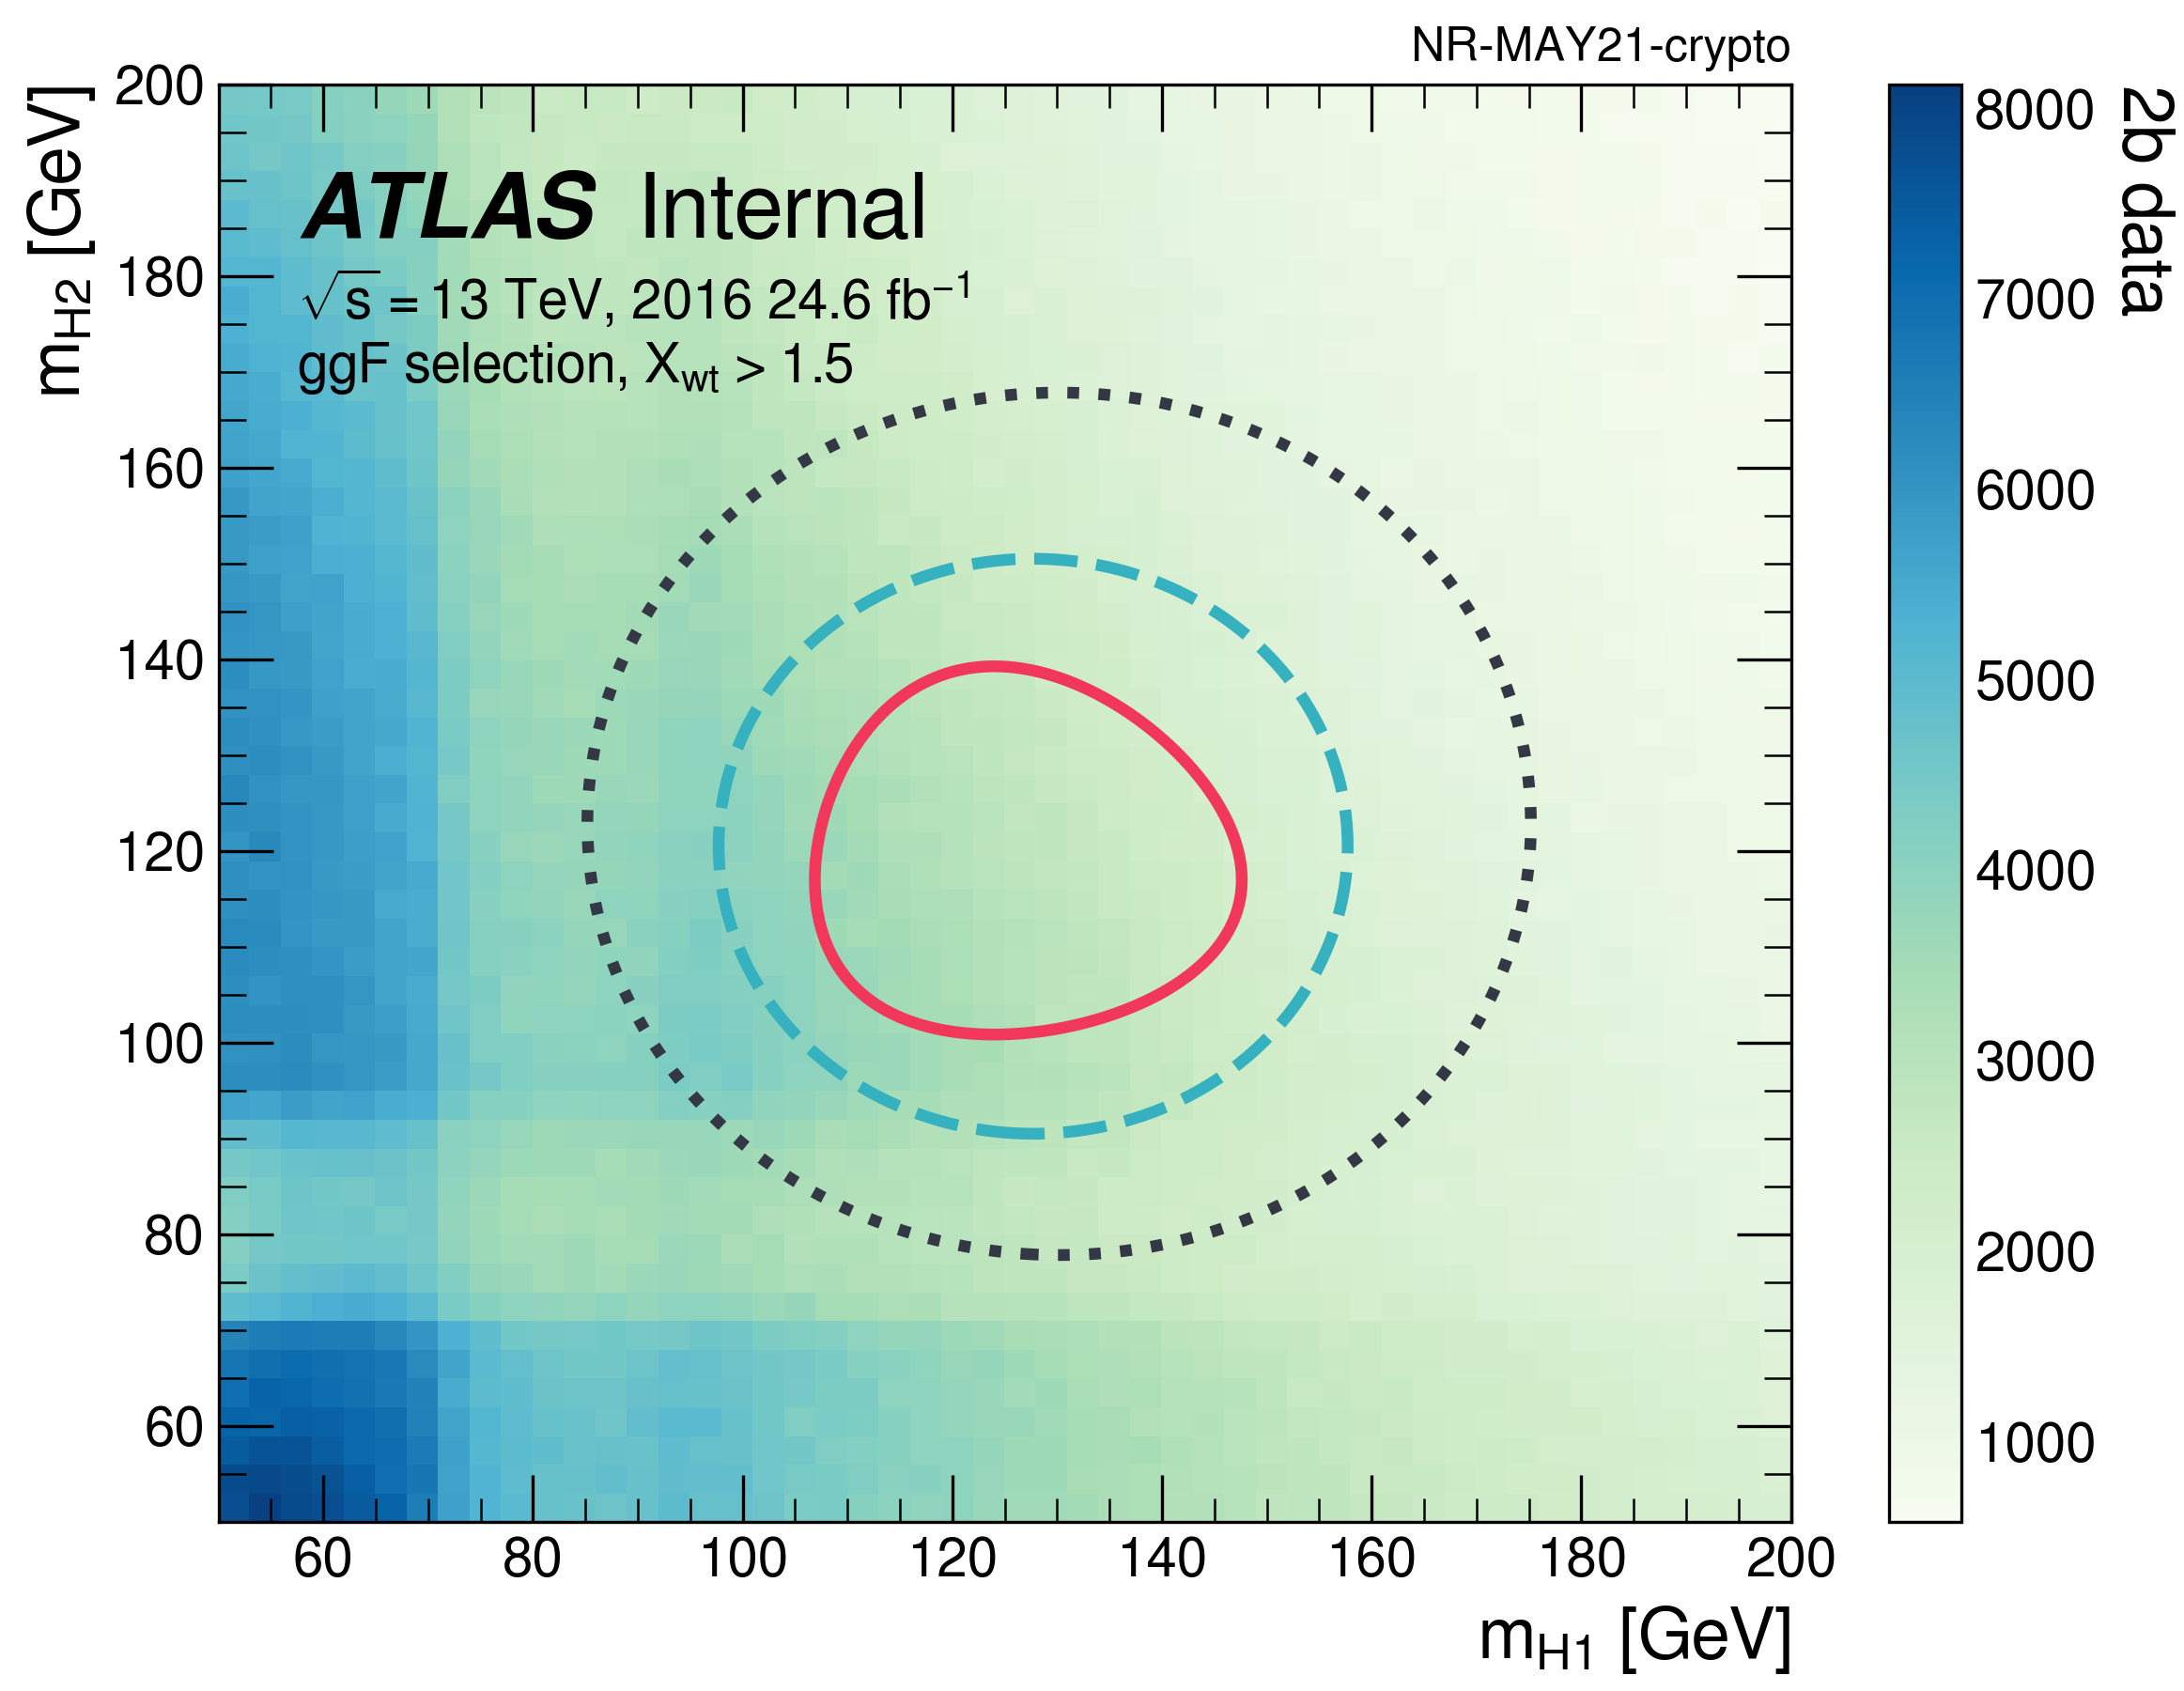 NR-MAY21-crypto
ATLAS Internal
√s = 13 TeV, 2016 24.6 fb⁻¹
ggF selection, X_wt > 1.5
m_H2 [GeV]
200
180
160
140
120
100
80
60
60 80 100 120 140 160 180 200
m_H1 [GeV]
8000
7000
6000
5000
4000
3000
2000
1000
2b data